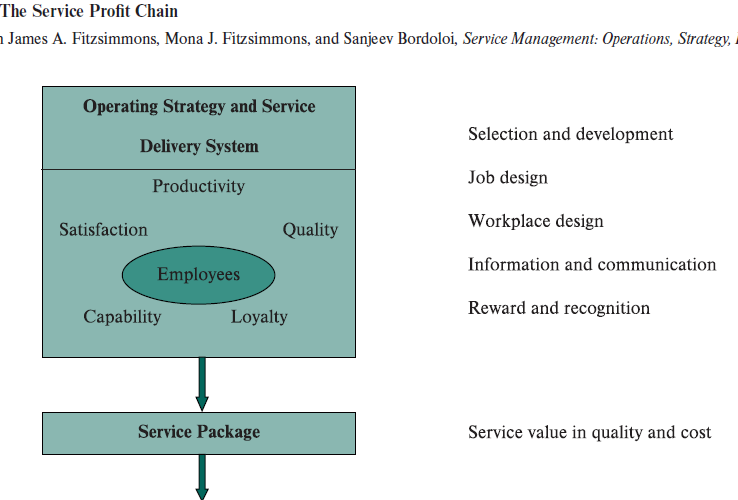 The Service Profit Chain
James A. Fitzsimmons, Mona J. Fitzsimmons, and Sanjeev Bordoloi, Service Management: Operations, Strategy,
Operating Strategy and Service
Delivery System
Productivity
Satisfaction
Quality
Employees
Capability
Loyalty
Selection and development
Job design
Workplace design
Information and communication
Reward and recognition
Service Package
Service value in quality and cost